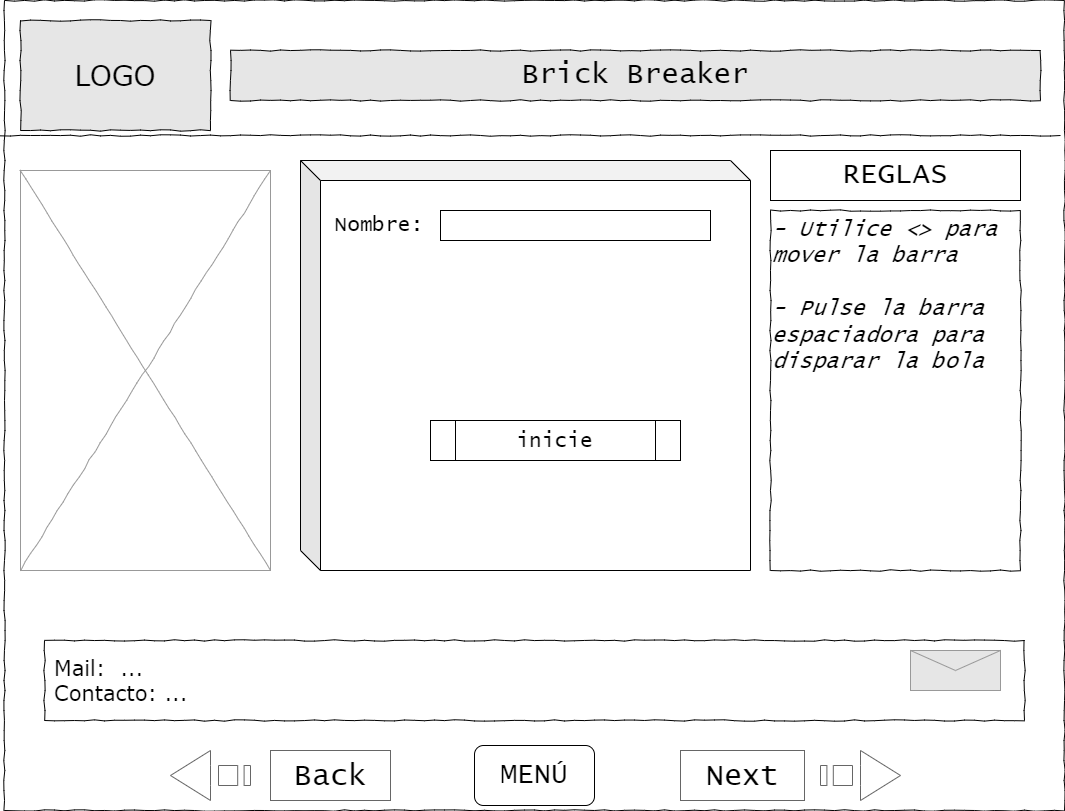 LOGO
Brick Breaker
Nombre:
inicie
REGLAS
- Utilice <> para
mover la barra
- Pulse la barra
espaciadora para
disparar la bola
Mail: ...
Contacto: ...
Back
MENÚ
Next